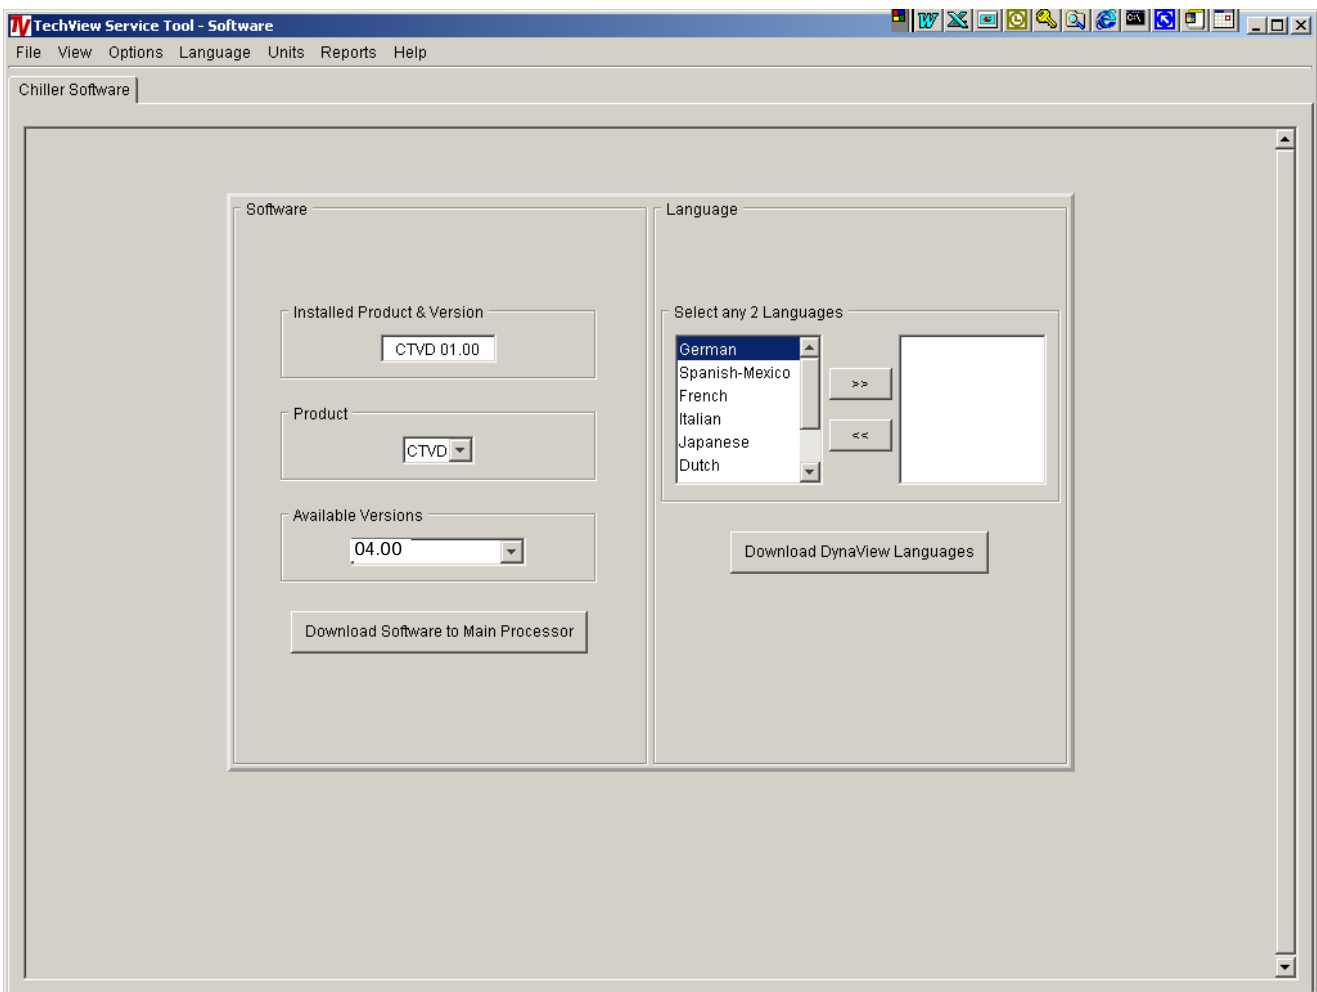 TechView Service Tool - Software
File View Options Language Units Reports Help
Chiller Software
Software
Installed Product & Version
CTVD 01.00
Product
CTVD
Available Versions
04.00
Download Software to Main Processor
Language
Select any 2 Languages
German
Spanish-Mexico
French
Italian
Japanese
Dutch
>>
<<
Download DynaView Languages